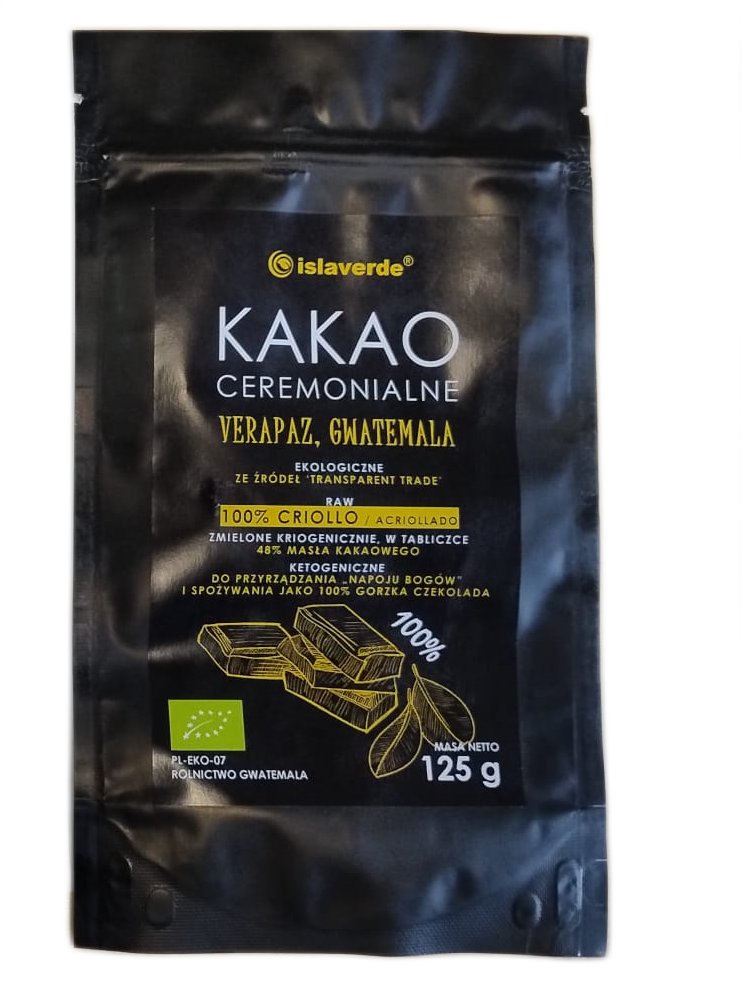 islaverde®
KAKAO
CEREMONIALNE
VERAPAZ, GWATEMALA
EKOLOGICZNE
ZE ŹRÓDEŁ 'TRANSPARENT TRADE'
RAW
100% CRIOLLO / ACRIOLLADO
ZMIELONE KRIOGENICZNIE, W TABLICZCE
48% MASŁA KAKAOWEGO
KETOGENICZNE
DO PRZYRZĄDZANIA „NAPOJU BOGÓW"
I SPOŻYWANIA JAKO 100% GORZKA CZEKOLADA
100%
PL-EKO-07
ROLNICTWO GWATEMALA
MASA NETTO
125 g